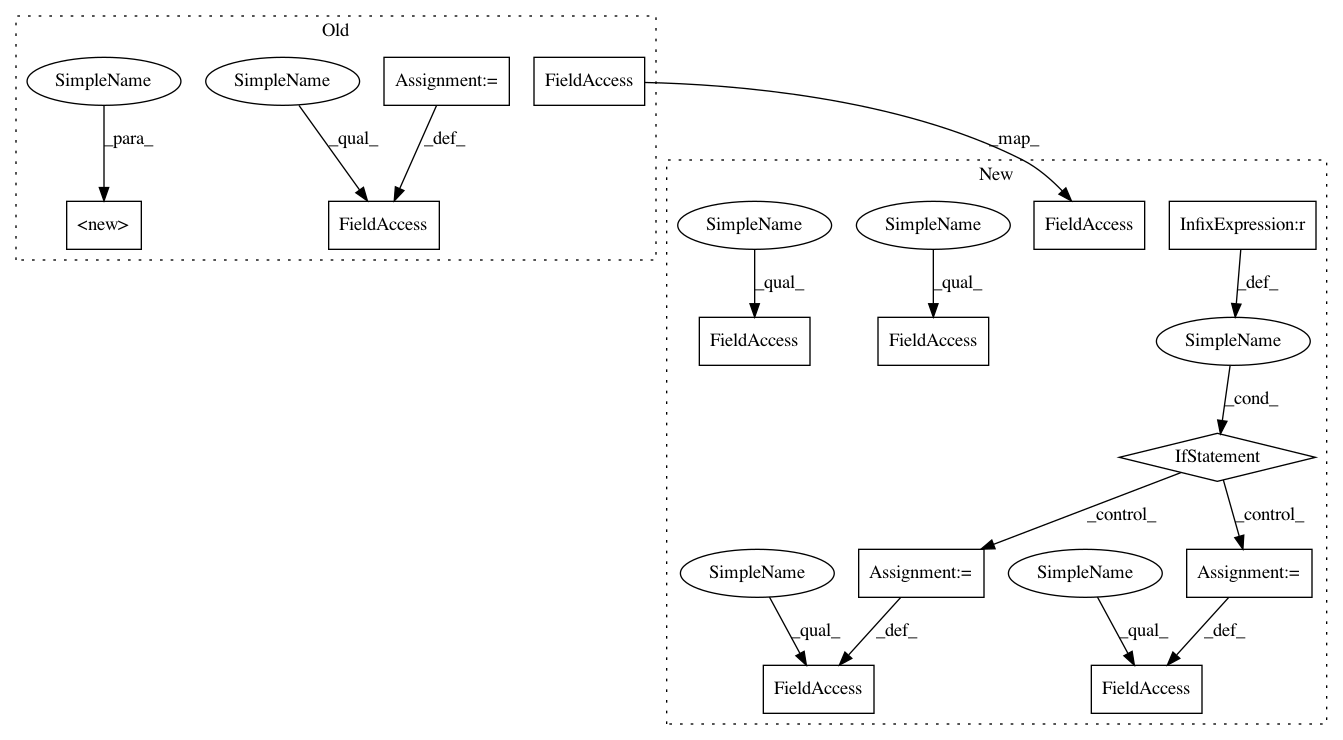 Old
SimpleName
SimpleName
Assignment:=
FieldAccess
_para_
_qual_
_def_
_map_
<new>
FieldAccess
New
SimpleName
SimpleName
FieldAccess
InfixExpression:r
_qual_
_qual_
_def_
FieldAccess
FieldAccess
SimpleName
_cond_
IfStatement
_control_
_control_
SimpleName
Assignment:=
SimpleName
Assignment:=
_qual_
_def_
_qual_
_def_
FieldAccess
FieldAccess